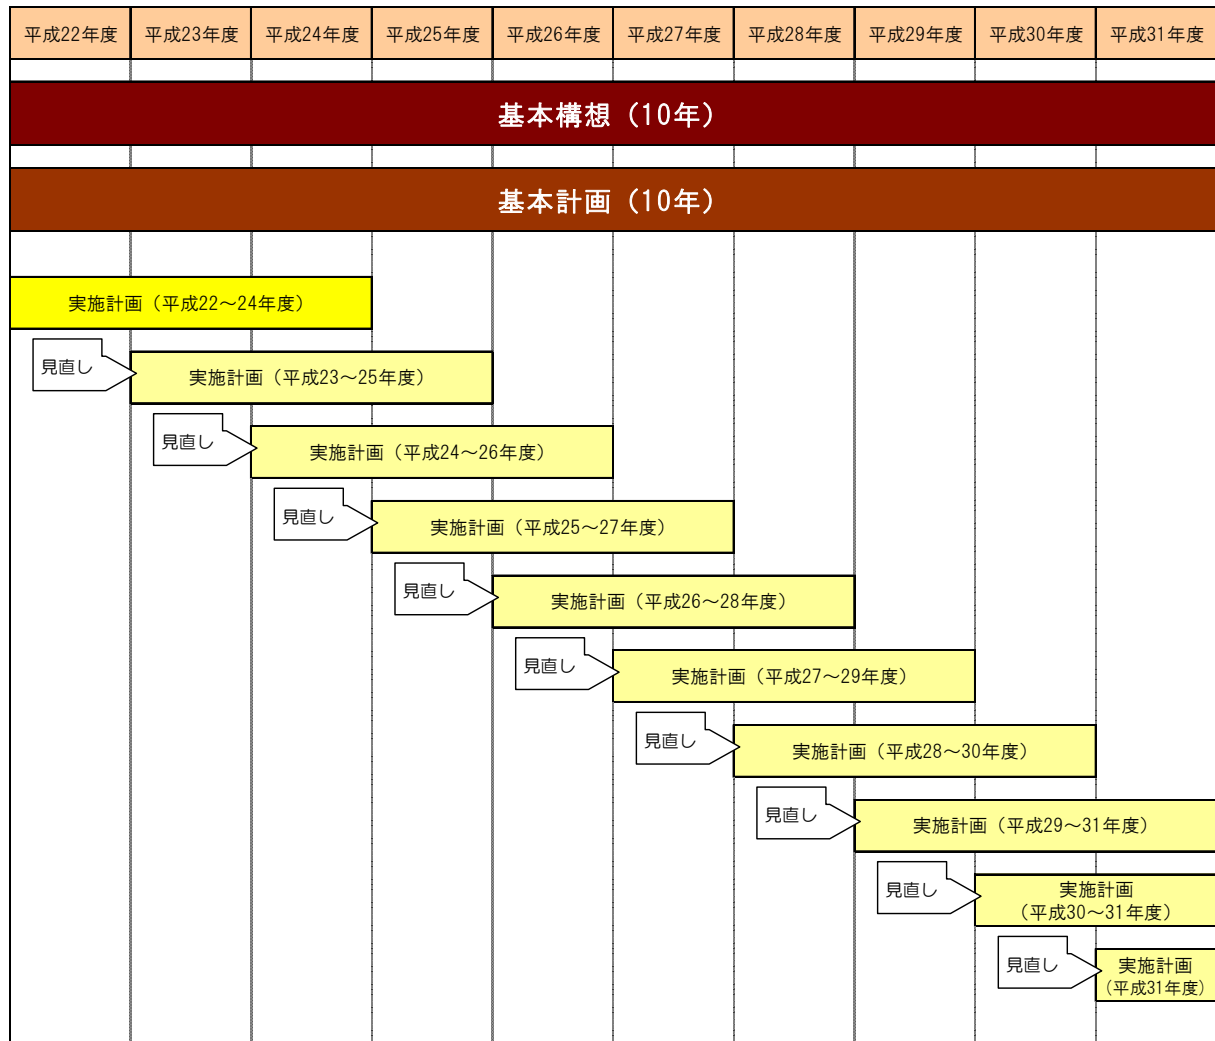 平成22年度 平成23年度 平成24年度 平成25年度 平成26年度 平成27年度 平成28年度 平成29年度 平成30年度 平成31年度
基本構想（10年）
基本計画（10年）
実施計画（平成22～24年度）
見直し
実施計画（平成23～25年度）
見直し
実施計画（平成24～26年度）
見直し
実施計画（平成25～27年度）
見直し
実施計画（平成26～28年度）
見直し
実施計画（平成27～29年度）
見直し
実施計画（平成28～30年度）
見直し
実施計画（平成29～31年度）
見直し
実施計画
（平成30～31年度）
見直し
実施計画
（平成31年度）